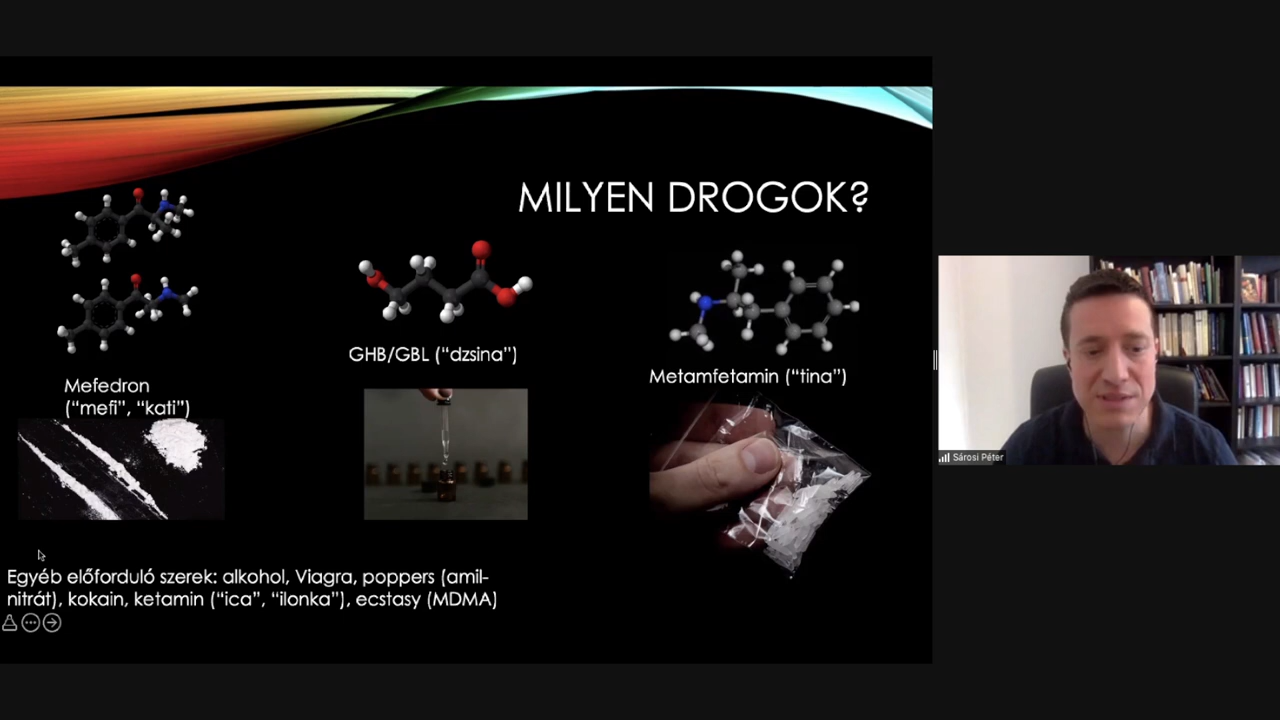 MILYEN DROGOK?
Mefedron
(“mefi”, “kati”)
GHB/GBL (“dzsina”)
Metamfetamin (“tina”)
Egyéb előforduló szerek: alkohol, Viagra, poppers (amil-
nitrát), kokain, ketamin (“ica”, “ilonka”), ecstasy (MDMA)
Sárosi Péter